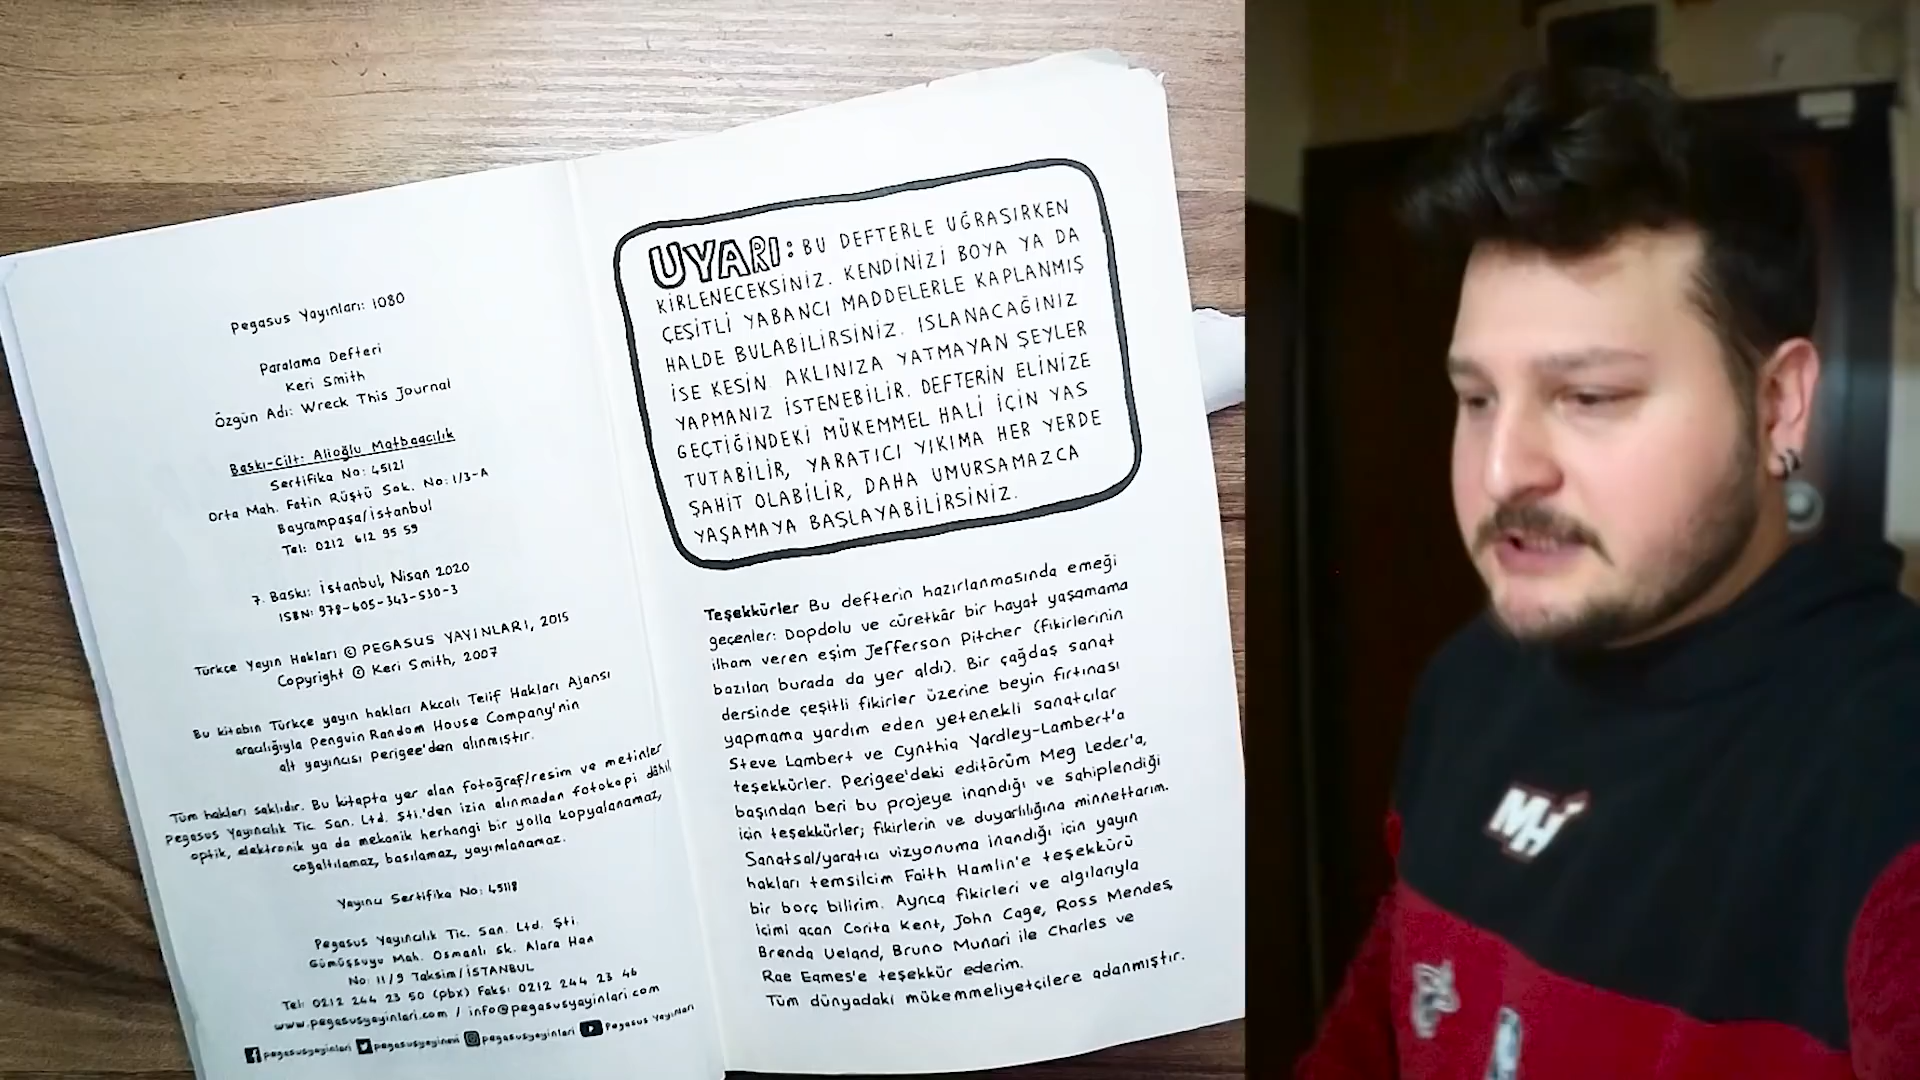 Pegasus Yayınları: 1080
Paralama Defteri
Keri Smith
Özgün Adı: Wreck This Journal
Baskı-Cilt: Alioğlu Matbaacılık
Sertifika No: 45121
Orta Mah. Fatin Rüştü Sok. No: 1/3-A
Bayrampaşa/İstanbul
Tel: 0212 612 95 59
7. Baskı: İstanbul, Nisan 2020
ISBN: 978-605-343-530-3
Türkçe Yayın Hakları © PEGASUS YAYINLARI, 2015
Copyright © Keri Smith, 2007
Bu kitabın Türkçe yayın hakları Akcalı Telif Hakları Ajansı
aracılığıyla Penguin Random House Company'nin
alt yayıncısı Perigee'den alınmıştır.
Tüm hakları saklıdır. Bu kitapta yer alan fotoğraf/resim ve metinler
Pegasus Yayıncılık Tic. San. Ltd. Şti.'den izin alınmadan fotokopi dâhil
optik, elektronik ya da mekanik herhangi bir yolla kopyalanamaz,
çoğaltılamaz, basılamaz, yayımlanamaz.
Yayıncı Sertifika No: 45118
Pegasus Yayıncılık Tic. San. Ltd. Şti.
Gümüşsuyu Mah. Osmanlı Sk. Alara Han
No: 11/9 Taksim/İSTANBUL
Tel: 0212 244 23 50 (pbx) Faks: 0212 244 23 46
www.pegasusyayinlari.com / info@pegasusyayinlari.com
pegasusyayinlari pegasusyayinevi pegasusyayinlari Pegasus Yayınları
UYARI: BU DEFTERLE UĞRAŞIRKEN
KİRLENECEKSİNİZ. KENDİNİZİ BOYA YA DA
ÇEŞİTLİ YABANCI MADDELERLE KAPLANMIŞ
HALDE BULABİLİRSİNİZ. ISLANACAĞINIZ
İSE KESİN. AKLINIZA YATMAYAN ŞEYLER
YAPMANIZ İSTENEBİLİR. DEFTERİN ELİNİZE
GEÇTİĞİNDEKİ MÜKEMMEL HALİ İÇİN YAS
TUTABİLİR, YARATICI YIKIMA HER YERDE
ŞAHİT OLABİLİR, DAHA UMURSAMAZCA
YAŞAMAYA BAŞLAYABİLİRSİNİZ.
Teşekkürler Bu defterin hazırlanmasında emeği
geçenler: Dopdolu ve cüretkâr bir hayat yaşamama
ilham veren eşim Jefferson Pitcher (fikirlerinin
bazıları burada da yer aldı). Bir çağdaş sanat
dersinde çeşitli fikirler üzerine beyin fırtınası
yapmama yardım eden yetenekli sanatçılar
Steve Lambert ve Cynthia Yardley-Lambert'a
teşekkürler. Perigee'deki editörüm Meg Leder'a,
başından beri bu projeye inandığı ve sahiplendiği
için teşekkürler; fikirlerin ve duyarlılığına minnettarım.
Sanatsal/yaratıcı vizyonuma inandığı için yayın
hakları temsilcim Faith Hamlin'e teşekkürü
bir borç bilirim. Ayrıca fikirleri ve algılarıyla
içimi açan Corita Kent, John Cage, Ross Mendes,
Brenda Ueland, Bruno Munari ile Charles ve
Rae Eames'e teşekkür ederim.
Tüm dünyadaki mükemmeliyetçilere adanmıştır.
MH